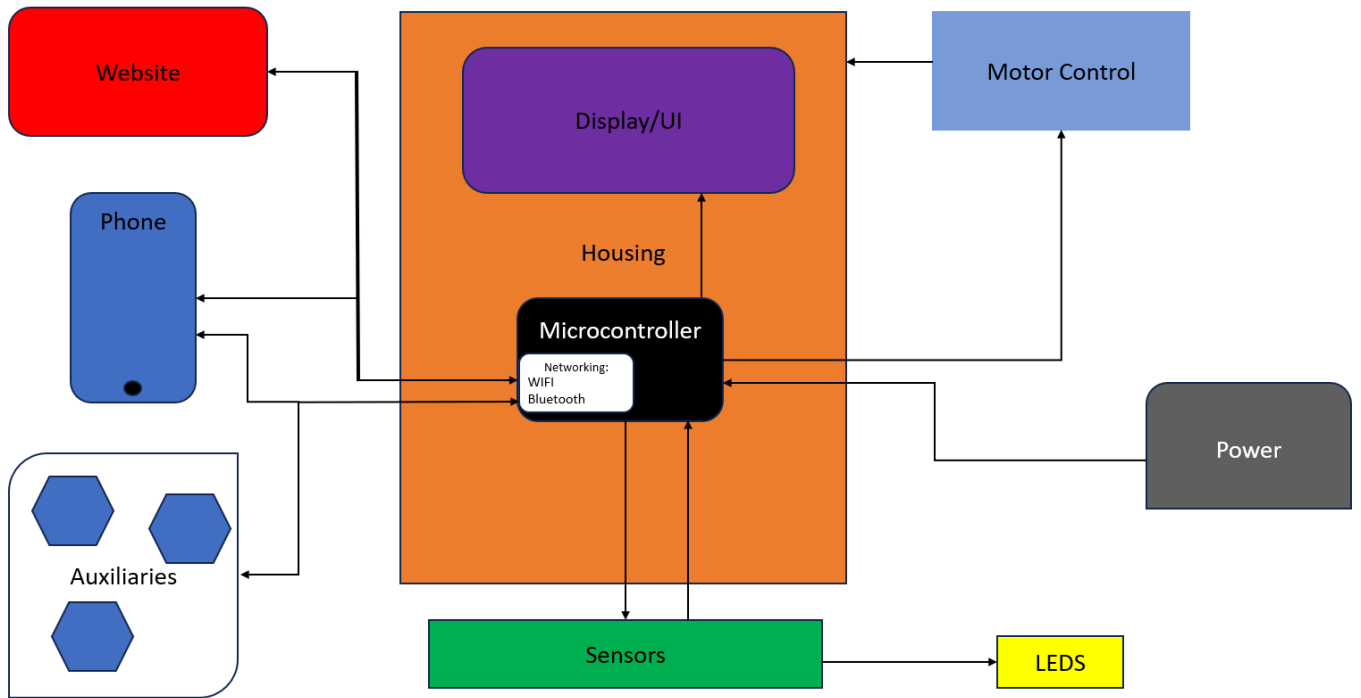 Website
Display/UI
Motor Control
Phone
Housing
Microcontroller
Networking:
WIFI
Bluetooth
Power
Auxiliaries
Sensors
LEDS